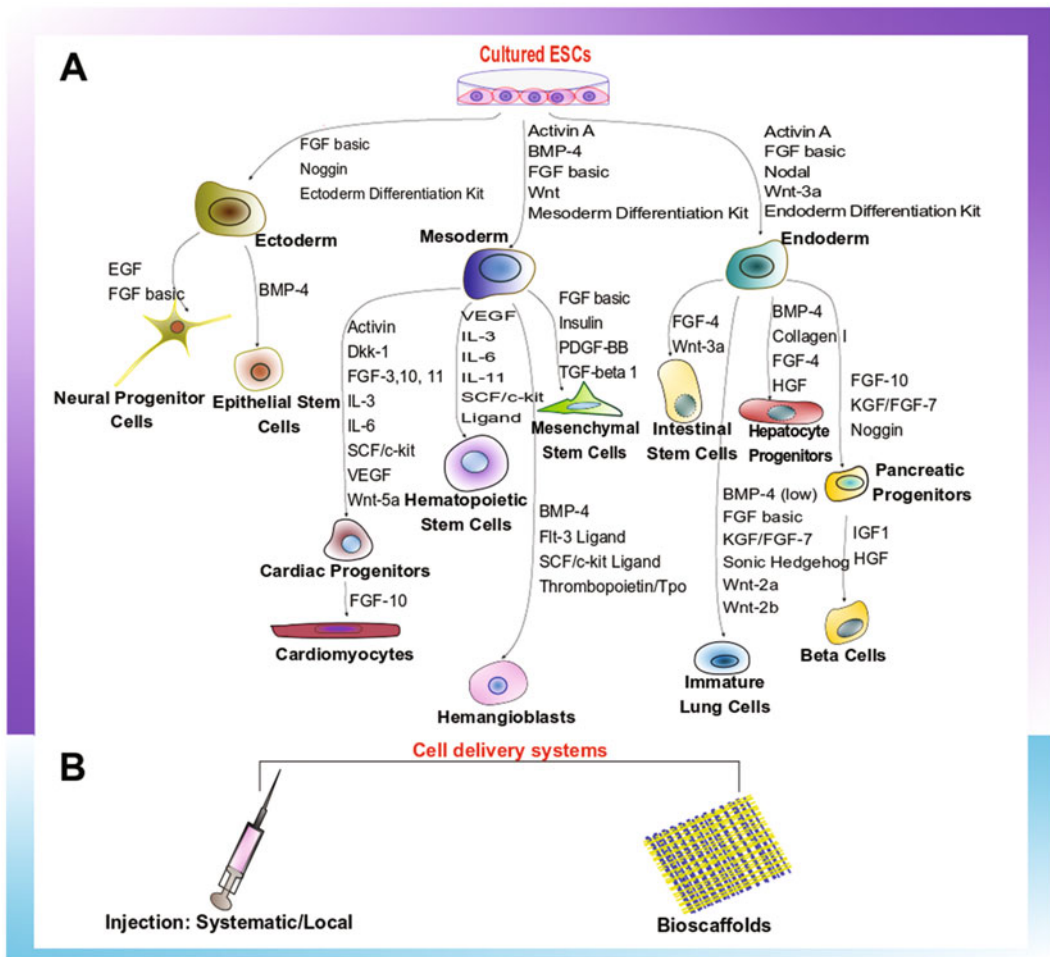 A
Cultured ESCs
FGF basic
Noggin
Ectoderm Differentiation Kit
Activin A
BMP-4
FGF basic
Wnt
Mesoderm Differentiation Kit
Activin A
FGF basic
Nodal
Wnt-3a
Endoderm Differentiation Kit
Ectoderm
Mesoderm
Endoderm
EGF
FGF basic
BMP-4
Neural Progenitor
Cells
Epithelial Stem
Cells
Activin
Dkk-1
FGF-3,10, 11
IL-3
IL-6
SCF/c-kit
VEGF
Wnt-5a
VEGF
IL-3
IL-6
IL-11
SCF/c-kit
Ligand
FGF basic
Insulin
PDGF-BB
TGF-beta 1
Mesenchymal
Stem Cells
Hematopoietic
Stem Cells
Cardiac Progenitors
FGF-10
Cardiomyocytes
BMP-4
Flt-3 Ligand
SCF/c-kit Ligand
Thrombopoietin/Tpo
Hemangioblasts
FGF-4
Wnt-3a
Intestinal
Stem Cells
BMP-4
Collagen I
FGF-4
HGF
Hepatocyte
Progenitors
FGF-10
KGF/FGF-7
Noggin
Pancreatic
Progenitors
BMP-4 (low)
FGF basic
KGF/FGF-7
Sonic Hedgehog
Wnt-2a
Wnt-2b
IGF1
HGF
Beta Cells
Immature
Lung Cells
B
Cell delivery systems
Injection: Systematic/Local
Bioscaffolds